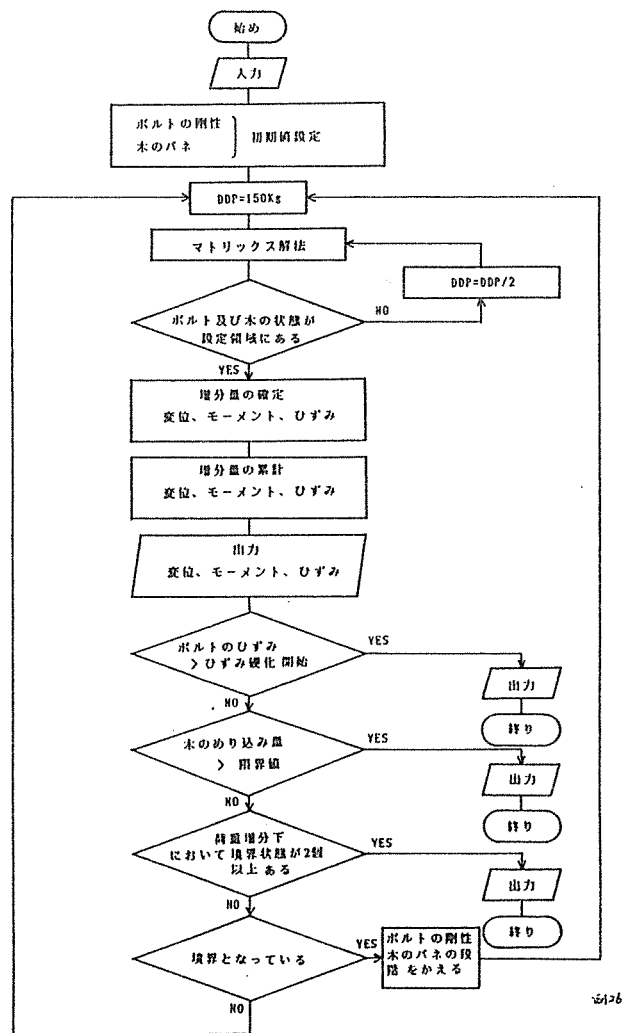 始め
入力
ボルトの剛性
木のバネ
初期値設定
DDP=150Kg
マトリックス解法
DDP=DDP/2
ボルト及び木の状態が
設定領域にある
NO
YES
増分量の確定
変位、モーメント、ひずみ
増分量の累計
変位、モーメント、ひずみ
出力
変位、モーメント、ひずみ
ボルトのひずみ
>ひずみ硬化 開始
YES
出力
終り
NO
木のめり込み量
> 限界値
YES
出力
終り
NO
荷重増分下
において境界状態が2個
以上ある
YES
出力
終り
NO
境界となっている
YES
ボルトの剛性
木のバネの段
階をかえる
NO